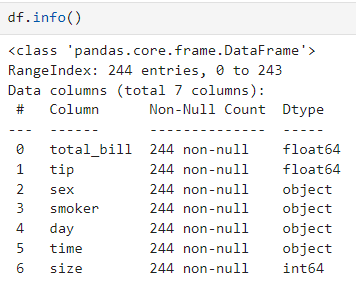 df.info()
<class 'pandas.core.frame.DataFrame'>
RangeIndex: 244 entries, 0 to 243
Data columns (total 7 columns):
 #   Column      Non-Null Count  Dtype
---  ------      --------------  -----
 0   total_bill  244 non-null    float64
 1   tip         244 non-null    float64
 2   sex         244 non-null    object
 3   smoker      244 non-null    object
 4   day         244 non-null    object
 5   time        244 non-null    object
 6   size        244 non-null    int64